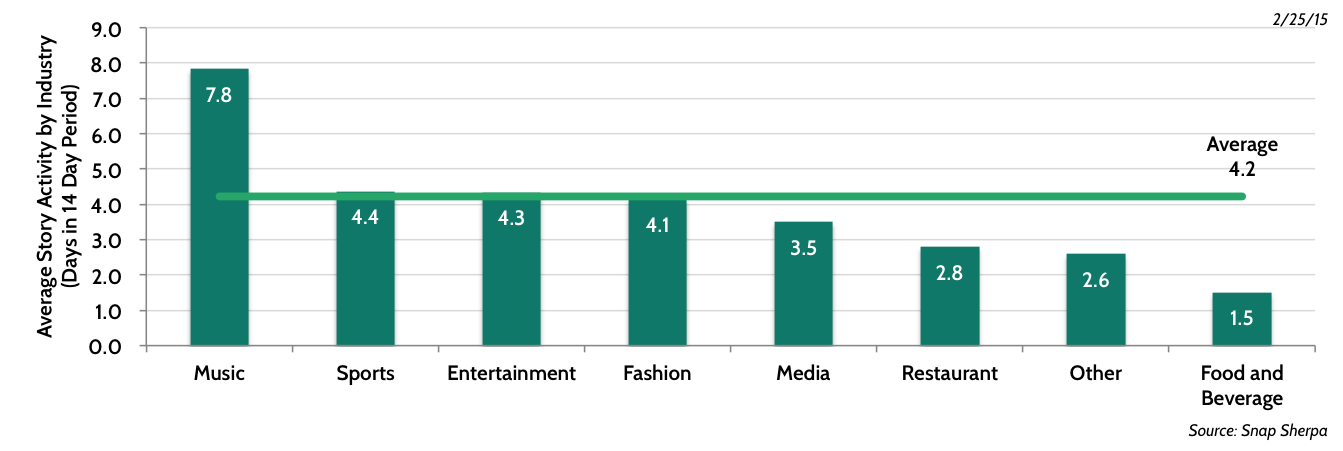 2/25/15
Average Story Activity by Industry
(Days in 14 Day Period)
9.0
8.0
7.0
6.0
5.0
4.0
3.0
2.0
1.0
0.0
Average
4.2
7.8
4.4
4.3
4.1
3.5
2.8
2.6
1.5
Music
Sports
Entertainment
Fashion
Media
Restaurant
Other
Food and
Beverage
Source: Snap Sherpa